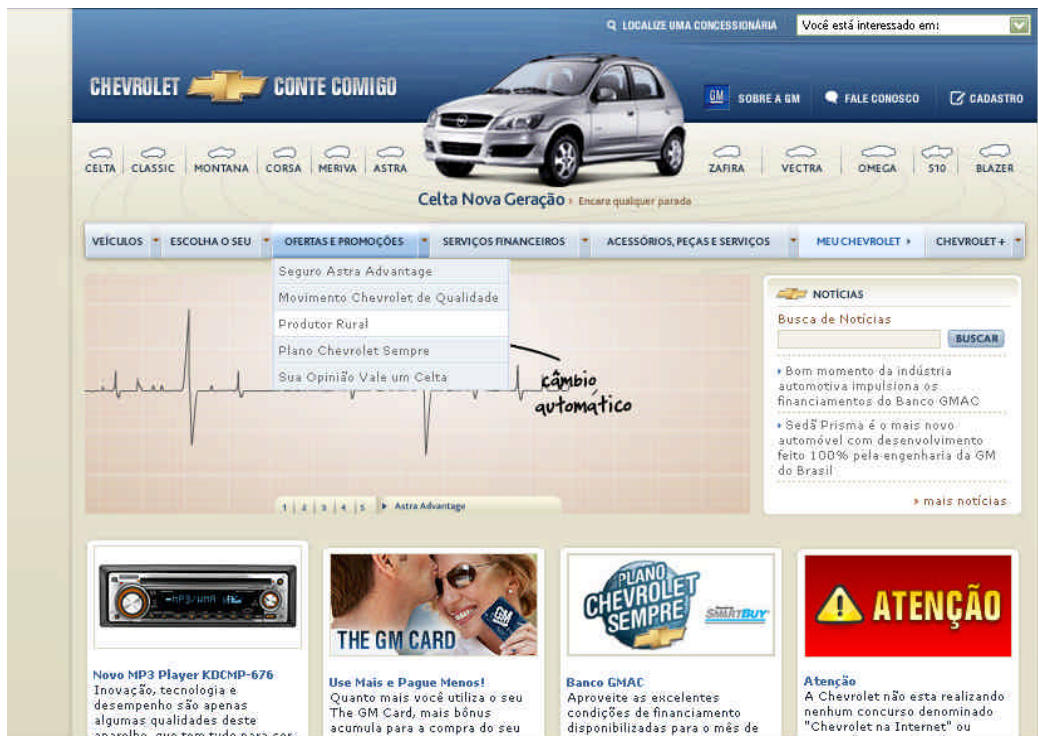 LOCALIZE UMA CONCESSIONÁRIA
Você está interessado em:
CHEVROLET CONTE COMIGO
GM SOBRE A GM
FALE CONOSCO
CADASTRO
CELTA
CLASSIC
MONTANA
CORSA
MERIVA
ASTRA
ZAFIRA
VECTRA
OMEGA
S10
BLAZER
Celta Nova Geração › Encare qualquer parada
VEÍCULOS
ESCOLHA O SEU
OFERTAS E PROMOÇÕES
SERVIÇOS FINANCEIROS
ACESSÓRIOS, PEÇAS E SERVIÇOS
MEU CHEVROLET
CHEVROLET +
Seguro Astra Advantage
Movimento Chevrolet de Qualidade
Produtor Rural
Plano Chevrolet Sempre
Sua Opinião Vale um Celta
câmbio
automático
1 | 2 | 3 | 4 | 5 Astra Advantage
NOTÍCIAS
Busca de Notícias
BUSCAR
Bom momento da indústria
automotiva impulsiona os
financiamentos do Banco GMAC
Sedã Prisma é o mais novo
automóvel com desenvolvimento
feito 100% pela engenharia da GM
do Brasil
› mais notícias
Novo MP3 Player KDCMP-676
Inovação, tecnologia e
desempenho são apenas
algumas qualidades deste
aparelho, que tem tudo para ser
THE GM CARD
GM
Use Mais e Pague Menos!
Quanto mais você utiliza o seu
The GM Card, mais bônus
acumula para a compra do seu
PLANO
CHEVROLET
SEMPRE
SMARTBUY
Banco GMAC
Aproveite as excelentes
condições de financiamento
disponibilizadas para o mês de
ATENÇÃO
Atenção
A Chevrolet não esta realizando
nenhum concurso denominado
"Chevrolet na Internet" ou